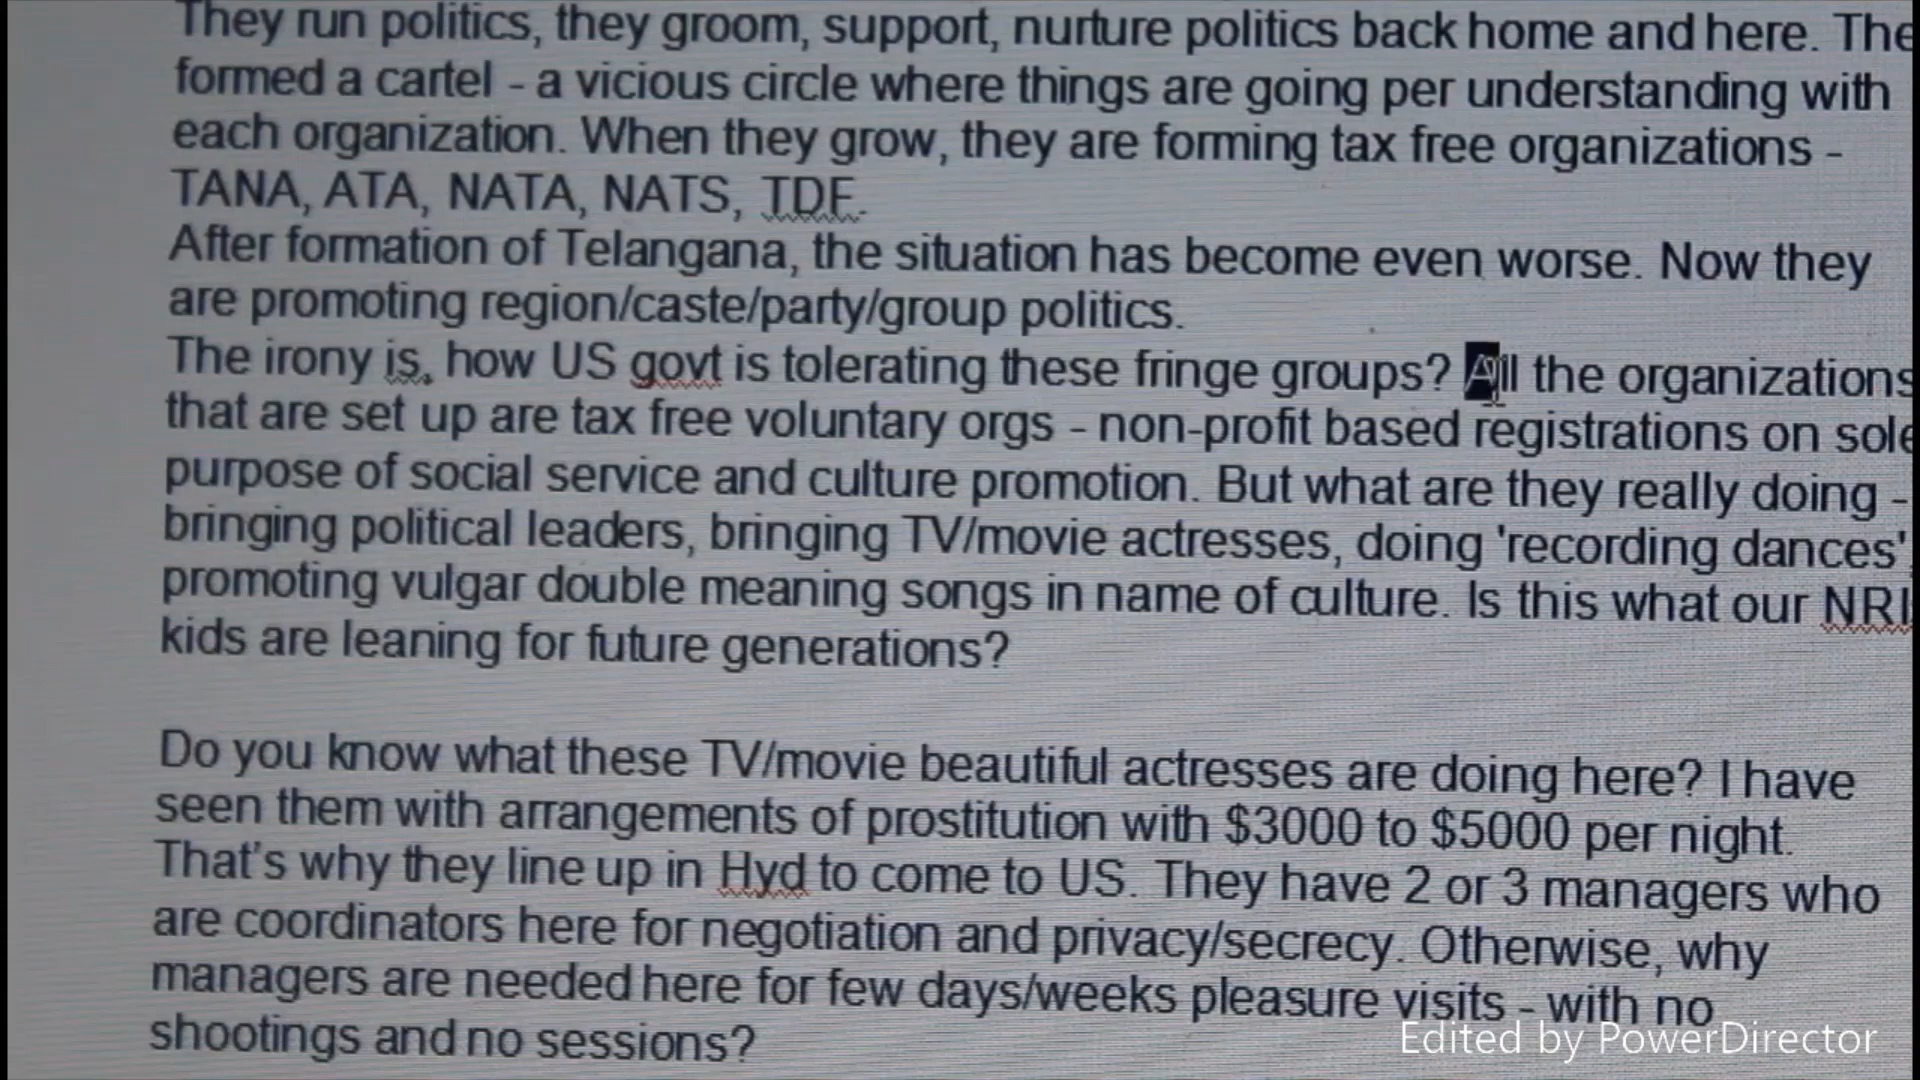 They run politics, they groom, support, nurture politics back home and here. The
formed a cartel - a vicious circle where things are going per understanding with
each organization. When they grow, they are forming tax free organizations -
TANA, ATA, NATA, NATS, TDF.
After formation of Telangana, the situation has become even worse. Now they
are promoting region/caste/party/group politics.
The irony is, how US govt is tolerating these fringe groups? All the organizations
that are set up are tax free voluntary orgs - non-profit based registrations on sole
purpose of social service and culture promotion. But what are they really doing -
bringing political leaders, bringing TV/movie actresses, doing 'recording dances'
promoting vulgar double meaning songs in name of culture. Is this what our NRI
kids are leaning for future generations?
Do you know what these TV/movie beautiful actresses are doing here? I have
seen them with arrangements of prostitution with $3000 to $5000 per night.
That's why they line up in Hyd to come to US. They have 2 or 3 managers who
are coordinators here for negotiation and privacy/secrecy. Otherwise, why
managers are needed here for few days/weeks pleasure visits - with no
shootings and no sessions?
Edited by PowerDirector